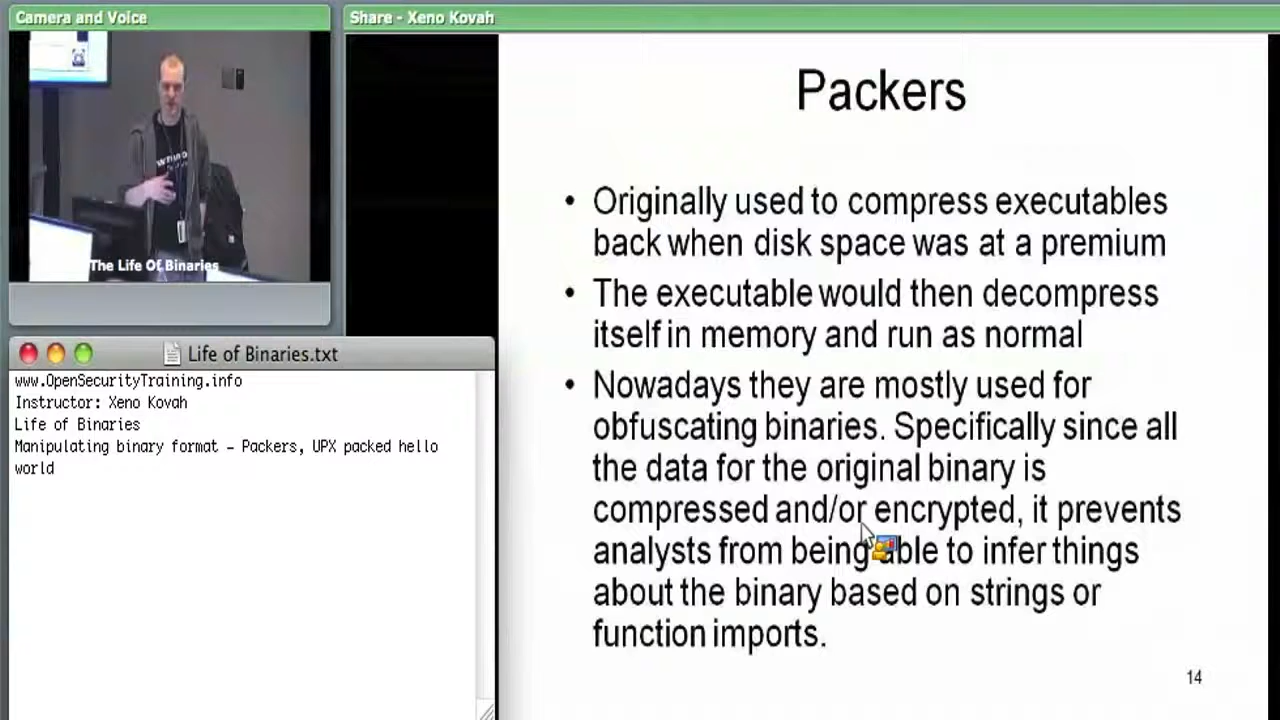 Camera and Voice
Share - Xeno Kovah
The Life Of Binaries
Life of Binaries.txt
www.OpenSecurityTraining.info
Instructor: Xeno Kovah
Life of Binaries
Manipulating binary format - Packers, UPX packed hello
world
Packers
• Originally used to compress executables
back when disk space was at a premium
• The executable would then decompress
itself in memory and run as normal
• Nowadays they are mostly used for
obfuscating binaries. Specifically since all
the data for the original binary is
compressed and/or encrypted, it prevents
analysts from being able to infer things
about the binary based on strings or
function imports.
14